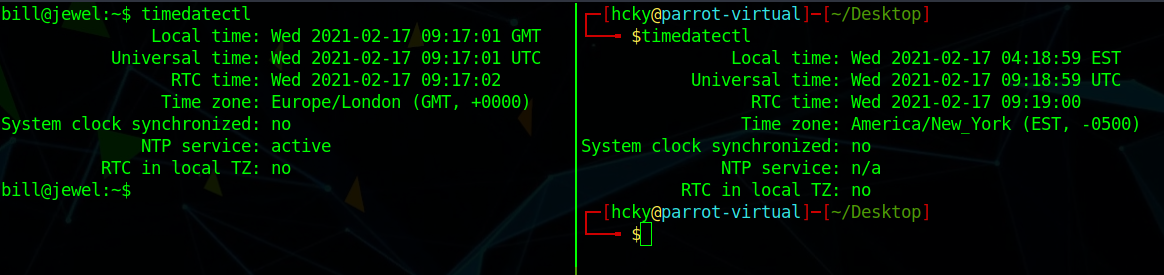 bill@jewel:~$ timedatectl
Local time: Wed 2021-02-17 09:17:01 GMT
Universal time: Wed 2021-02-17 09:17:01 UTC
RTC time: Wed 2021-02-17 09:17:02
Time zone: Europe/London (GMT, +0000)
System clock synchronized: no
NTP service: active
RTC in local TZ: no
bill@jewel:~$
┌─[hcky@parrot-virtual]─[~/Desktop]
└──╼ $timedatectl
Local time: Wed 2021-02-17 04:18:59 EST
Universal time: Wed 2021-02-17 09:18:59 UTC
RTC time: Wed 2021-02-17 09:19:00
Time zone: America/New_York (EST, -0500)
System clock synchronized: no
NTP service: n/a
RTC in local TZ: no
┌─[hcky@parrot-virtual]─[~/Desktop]
└──╼ $